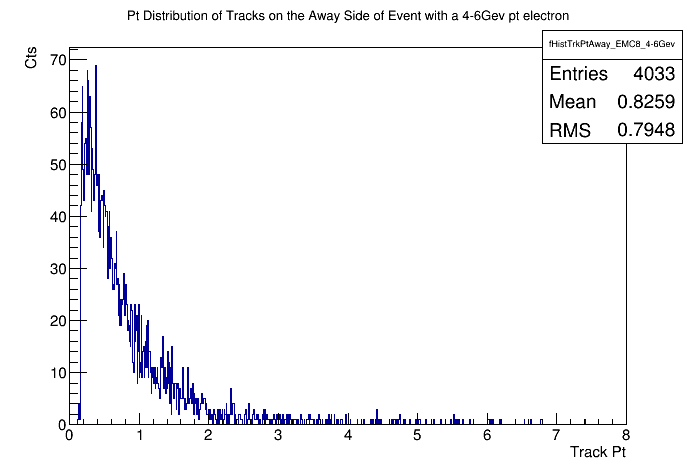 Pt Distribution of Tracks on the Away Side of Event with a 4-6Gev pt electron
fHistTrkPtAway_EMC8_4-6Gev
Entries 4033
Mean 0.8259
RMS 0.7948
Cts
70
60
50
40
30
20
10
0
0 1 2 3 4 5 6 7 8
Track Pt